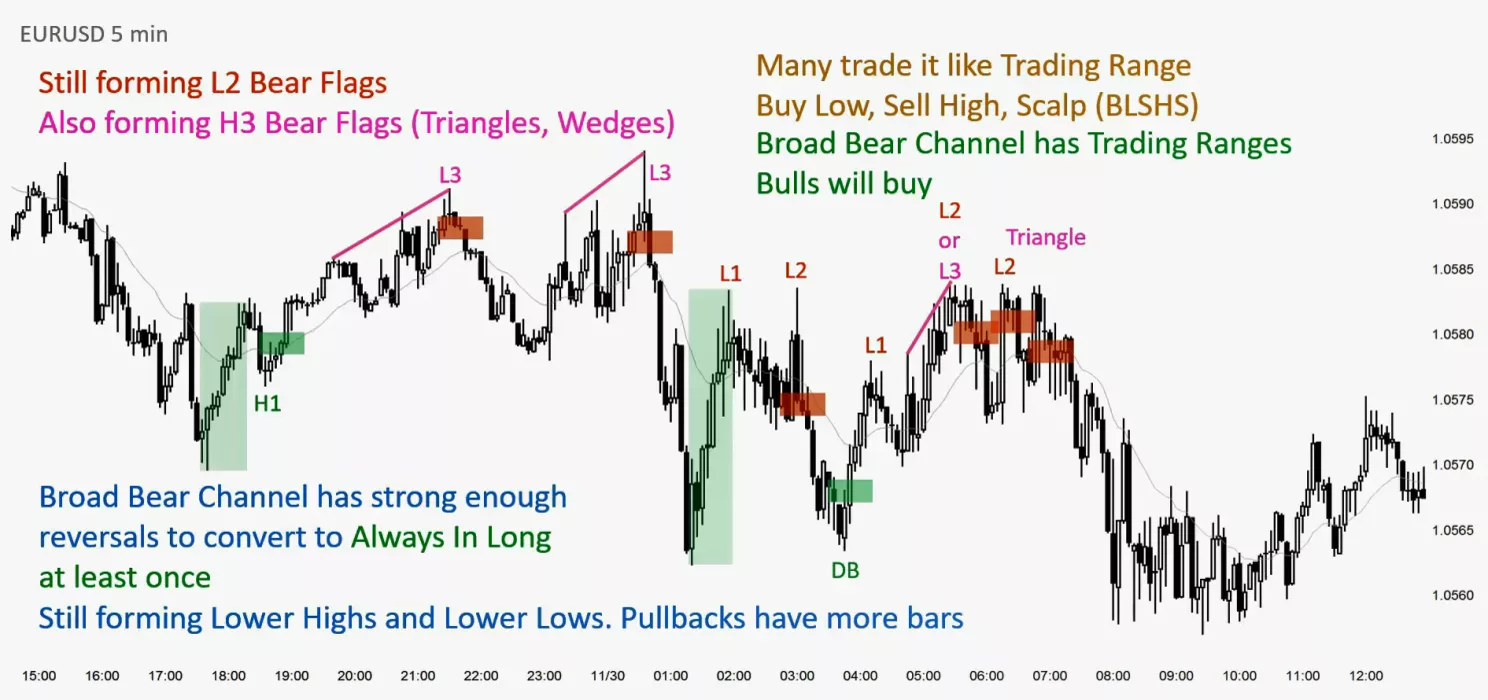 EURUSD 5 min
Still forming L2 Bear Flags
Also forming H3 Bear Flags (Triangles, Wedges)
Many trade it like Trading Range
Buy Low, Sell High, Scalp (BLSHS)
Broad Bear Channel has Trading Ranges
Bulls will buy
L3
L3
L2
or
L3
Triangle
L2
L1
L2
L1
H1
DB
Broad Bear Channel has strong enough
reversals to convert to Always In Long
at least once
Still forming Lower Highs and Lower Lows. Pullbacks have more bars
1.0595
1.0590
1.0585
1.0580
1.0575
1.0570
1.0565
1.0560
15:00 16:00 17:00 18:00 19:00 20:00 21:00 22:00 23:00 11/30 01:00 02:00 03:00 04:00 05:00 06:00 07:00 08:00 09:00 10:00 11:00 12:00